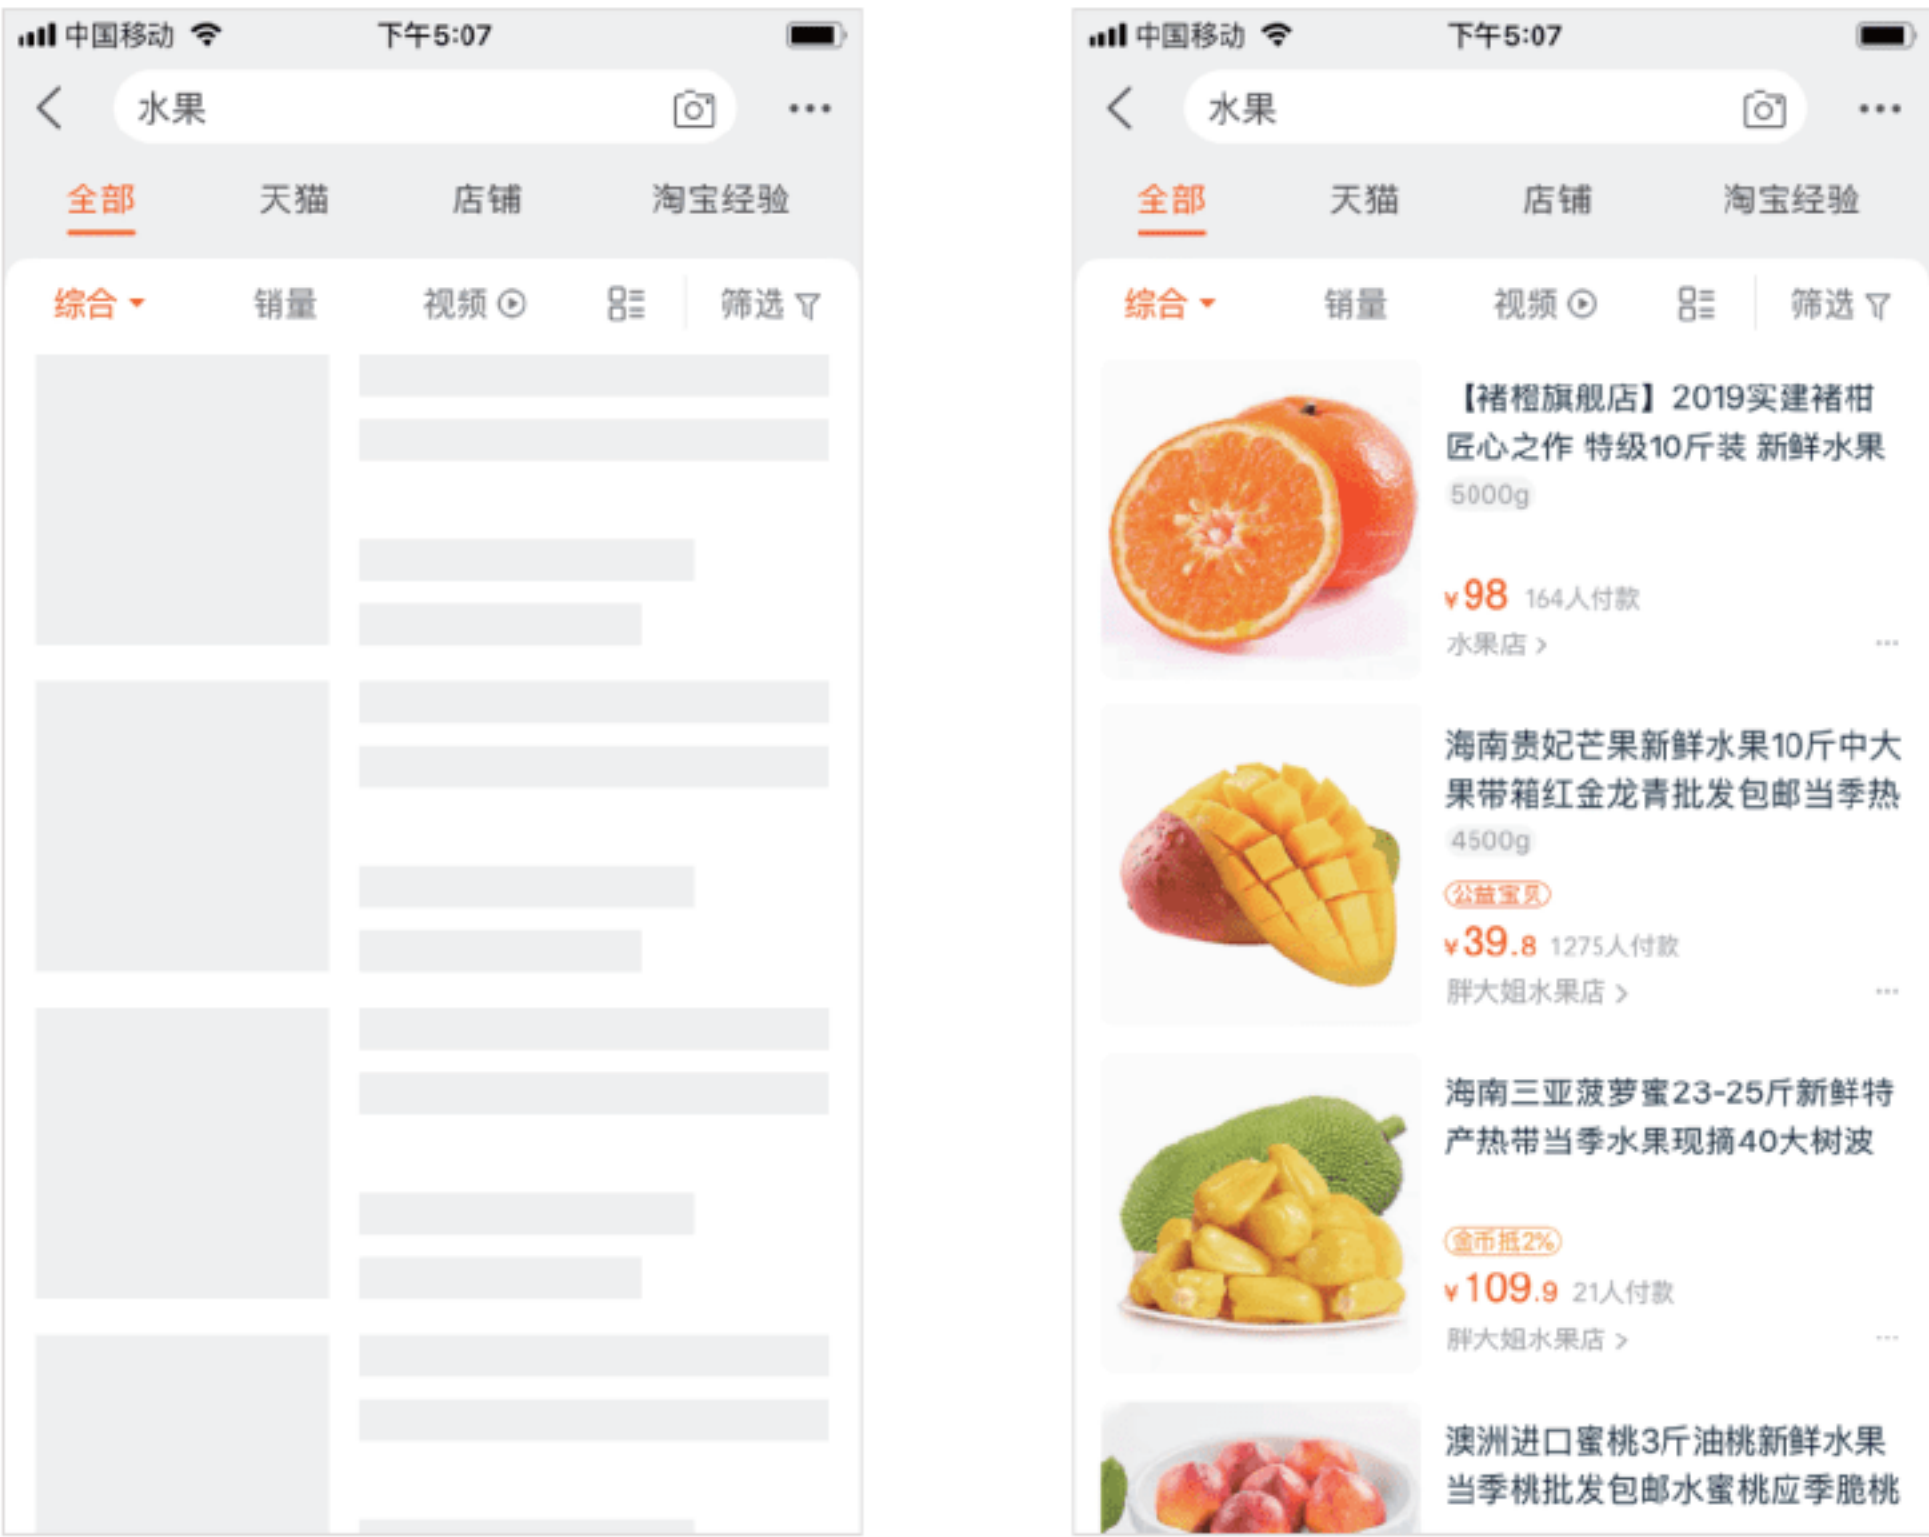 中国移动
下午5:07
水果
全部
天猫
店铺
淘宝经验
综合
销量
视频
筛选
中国移动
下午5:07
水果
全部
天猫
店铺
淘宝经验
综合
销量
视频
筛选
【褚橙旗舰店】2019实建褚柑
匠心之作 特级10斤装 新鲜水果
5000g
¥98 164人付款
水果店 >
海南贵妃芒果新鲜水果10斤中大
果带箱红金龙青批发包邮当季热
4500g
公益宝贝
¥39.8 1275人付款
胖大姐水果店 >
海南三亚菠萝蜜23-25斤新鲜特
产热带当季水果现摘40大树波
金币抵2%
¥109.9 21人付款
胖大姐水果店 >
澳洲进口蜜桃3斤油桃新鲜水果
当季桃批发包邮水蜜桃应季脆桃